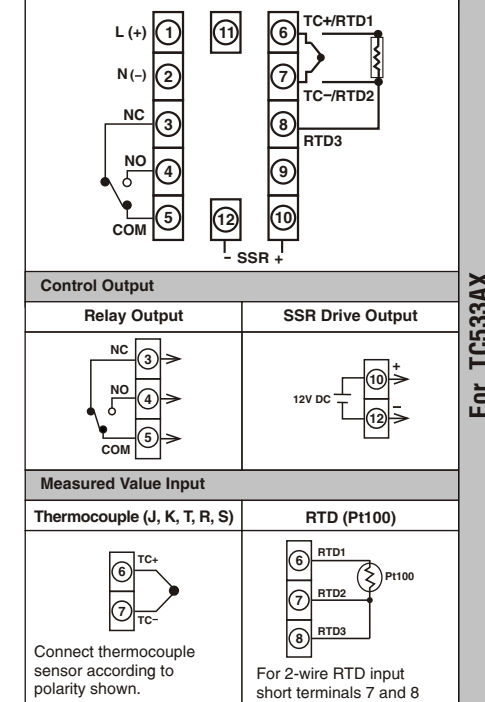 L (+) 1 11 6 TC+/RTD1
N (−) 2 7
TC−/RTD2
NC 3 8
RTD3
NO 4 9
COM 5 12 10
− SSR +
For TC533AX
Control Output
Relay Output
SSR Drive Output
NC 3
NO 4
COM 5
12V DC
10 +
12 −
Measured Value Input
Thermocouple (J, K, T, R, S)
RTD (Pt100)
6 TC+
7 TC−
Connect thermocouple
sensor according to
polarity shown.
6 RTD1
Pt100
7 RTD2
8 RTD3
For 2-wire RTD input
short terminals 7 and 8